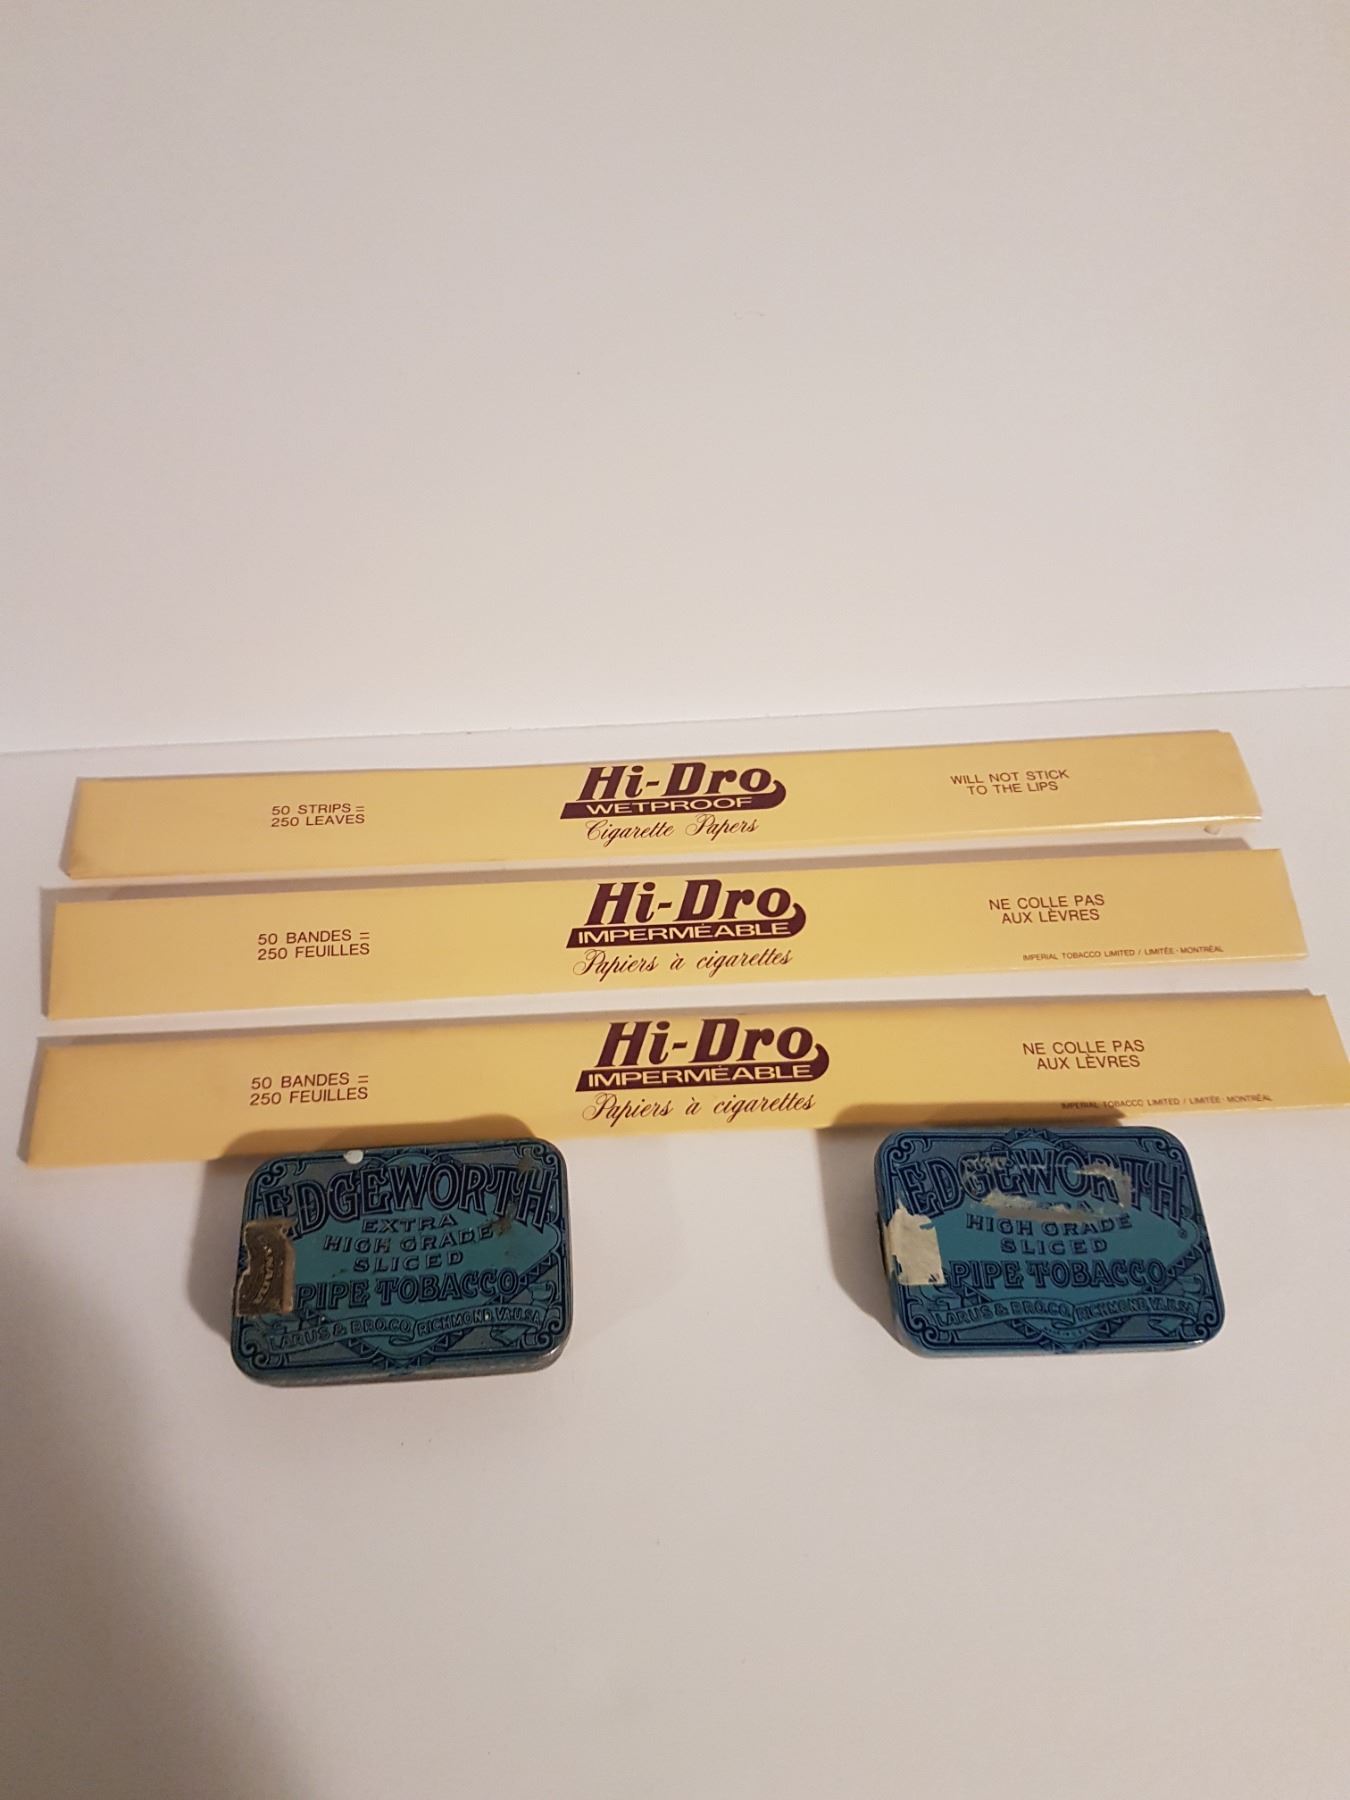 50 STRIPS =
250 LEAVES
Hi-Dro
WETPROOF
Cigarette Papers
WILL NOT STICK
TO THE LIPS
50 BANDES =
250 FEUILLES
Hi-Dro
IMPERMÉABLE
Papiers à cigarettes
NE COLLE PAS
AUX LÈVRES
IMPERIAL TOBACCO LIMITED / LIMITÉE · MONTRÉAL
50 BANDES =
250 FEUILLES
Hi-Dro
IMPERMÉABLE
Papiers à cigarettes
NE COLLE PAS
AUX LÈVRES
IMPERIAL TOBACCO LIMITED / LIMITÉE · MONTRÉAL
EDGEWORTH
EXTRA
HIGH GRADE
SLICED
PIPE TOBACCO
LARUS & BRO.CO. RICHMOND, VA.U.S.A.
EDGEWORTH
HIGH GRADE
SLICED
PIPE TOBACCO
LARUS & BRO.CO. RICHMOND, VA.U.S.A.